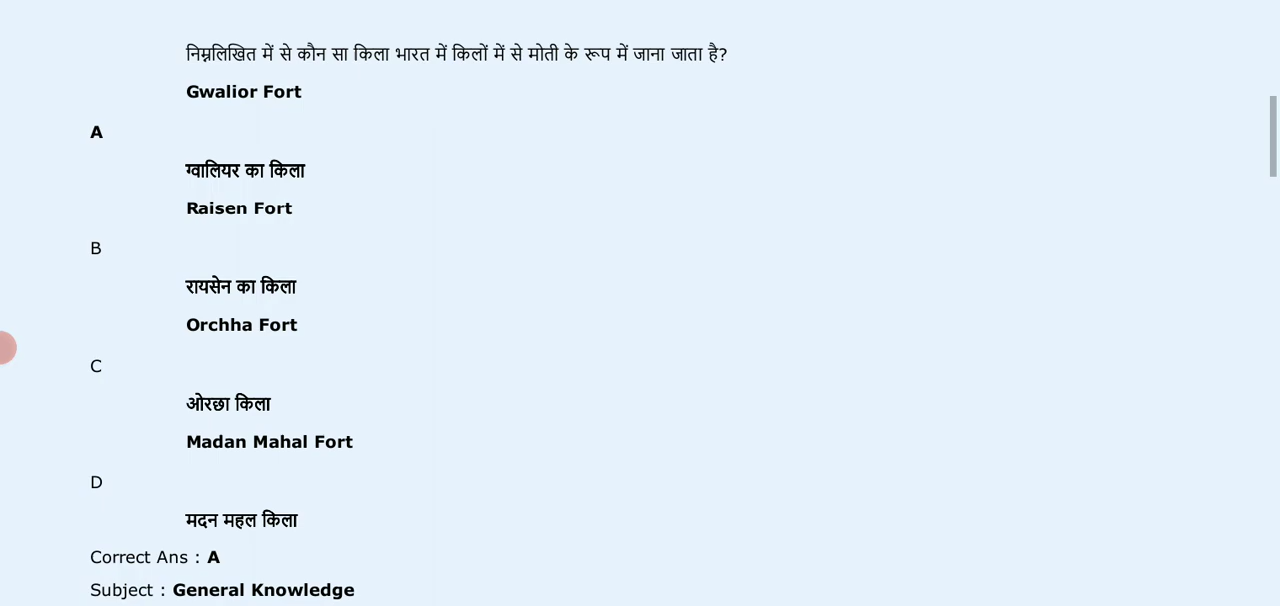 निम्नलिखित में से कौन सा किला भारत में किलों में से मोती के रूप में जाना जाता है?
Gwalior Fort
A
ग्वालियर का किला
Raisen Fort
B
रायसेन का किला
Orchha Fort
C
ओरछा किला
Madan Mahal Fort
D
मदन महल किला
Correct Ans : A
Subject : General Knowledge